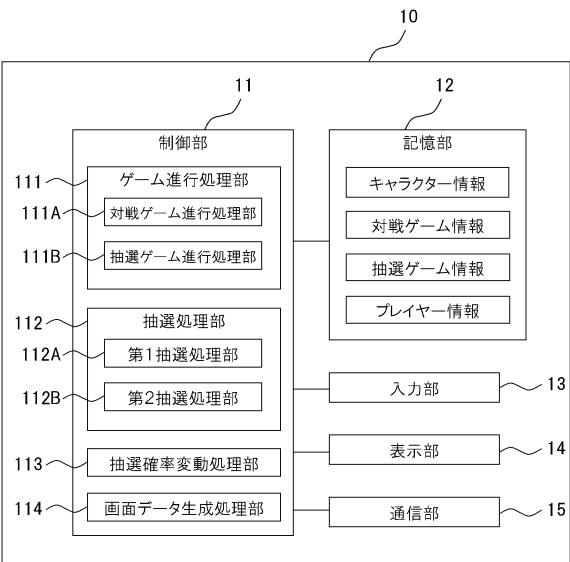 10
11
制御部
111
ゲーム進行処理部
111A
対戦ゲーム進行処理部
111B
抽選ゲーム進行処理部
112
抽選処理部
112A
第1抽選処理部
112B
第2抽選処理部
113
抽選確率変動処理部
114
画面データ生成処理部
12
記憶部
キャラクター情報
対戦ゲーム情報
抽選ゲーム情報
プレイヤー情報
入力部
13
表示部
14
通信部
15